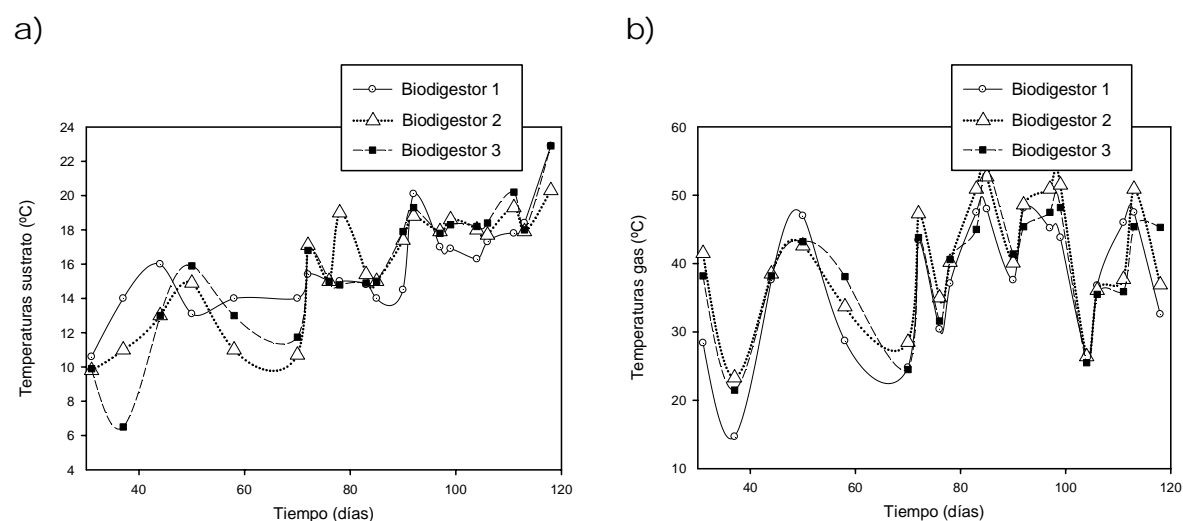 a)
Biodigestor 1
Biodigestor 2
Biodigestor 3
24
22
20
18
16
14
12
10
8
6
4
Temperaturas sustrato (ºC)
40 60 80 100 120
Tiempo (días)
b)
Biodigestor 1
Biodigestor 2
Biodigestor 3
60
50
40
30
20
10
Temperaturas gas (ºC)
40 60 80 100 120
Tiempo (días)